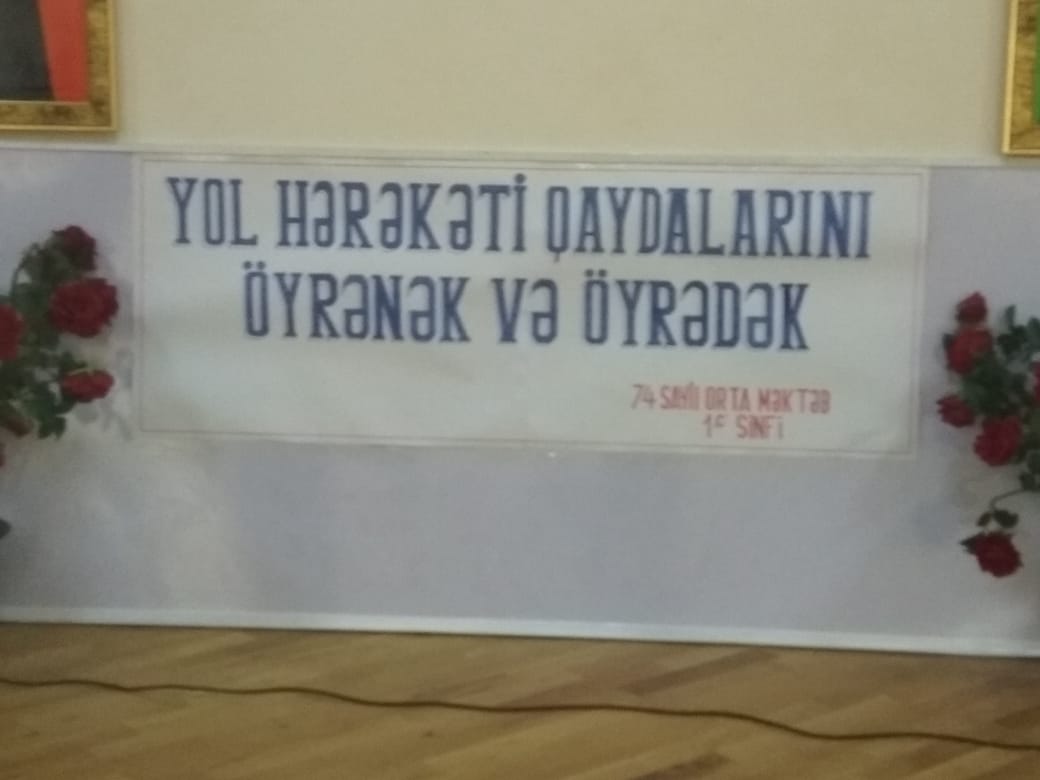 YOL HƏRƏKƏTİ QAYDALARINI
ÖYRƏNƏK VƏ ÖYRƏDƏK
74 SAYlI ORTA MƏKTƏB
1ᶜ SİNFİ